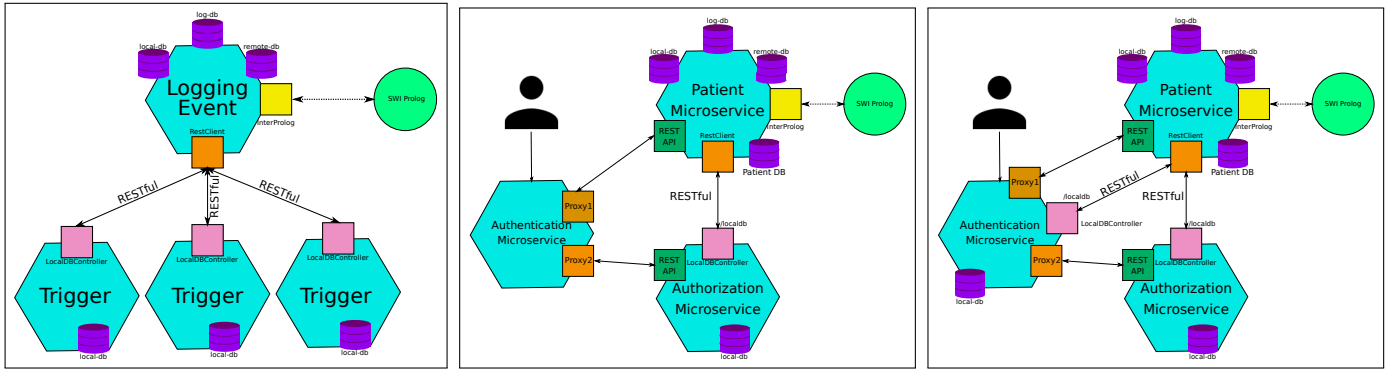 log-db
local-db
remote-db
Logging
Event
InterProlog
SWI Prolog
RestClient
RESTful
RESTful
RESTful
LocalDBController
LocalDBController
LocalDBController
Trigger
Trigger
Trigger
local-db
local-db
local-db
log-db
local-db
remote-db
Patient
Microservice
InterProlog
SWI Prolog
REST
API
RestClient
Patient DB
RESTful
Proxy1
Authentication
Microservice
Proxy2
/localdb
REST
API
LocalDBController
Authorization
Microservice
local-db
log-db
local-db
remote-db
Patient
Microservice
InterProlog
SWI Prolog
REST
API
RestClient
Patient DB
Proxy1
RESTful
RESTful
/localdb
LocalDBController
Authentication
Microservice
Proxy2
/localdb
REST
API
LocalDBController
Authorization
Microservice
local-db
local-db